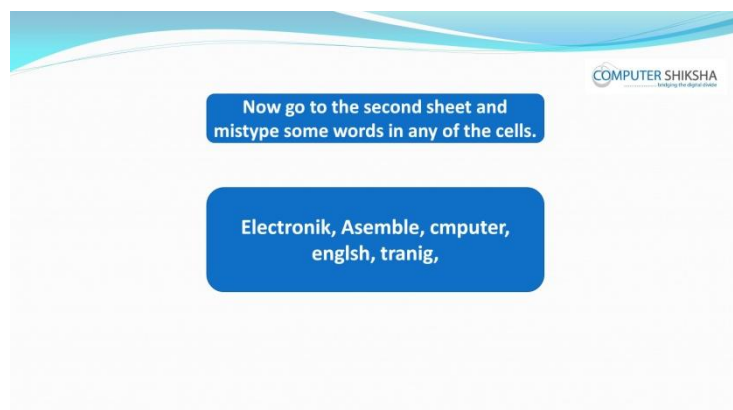 COMPUTER SHIKSHA
bridging the digital divide
Now go to the second sheet and
mistype some words in any of the cells.
Electronik, Asemble, cmputer,
englsh, tranig,